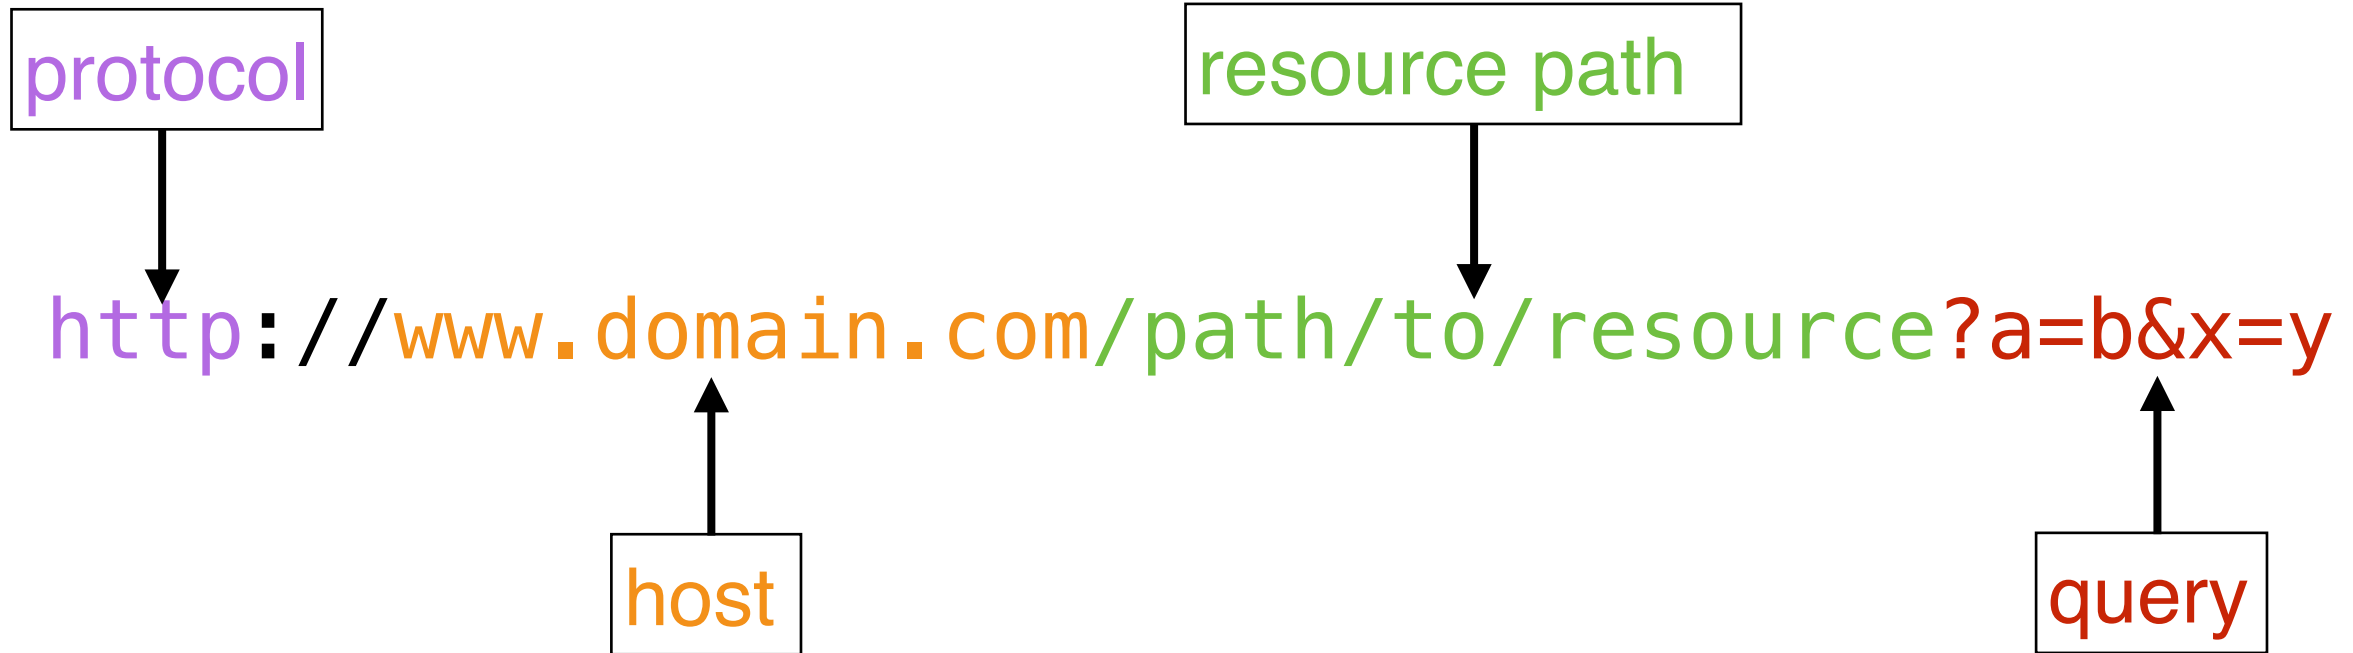 protocol
resource path
http://www.domain.com/path/to/resource?a=b&x=y
host
query